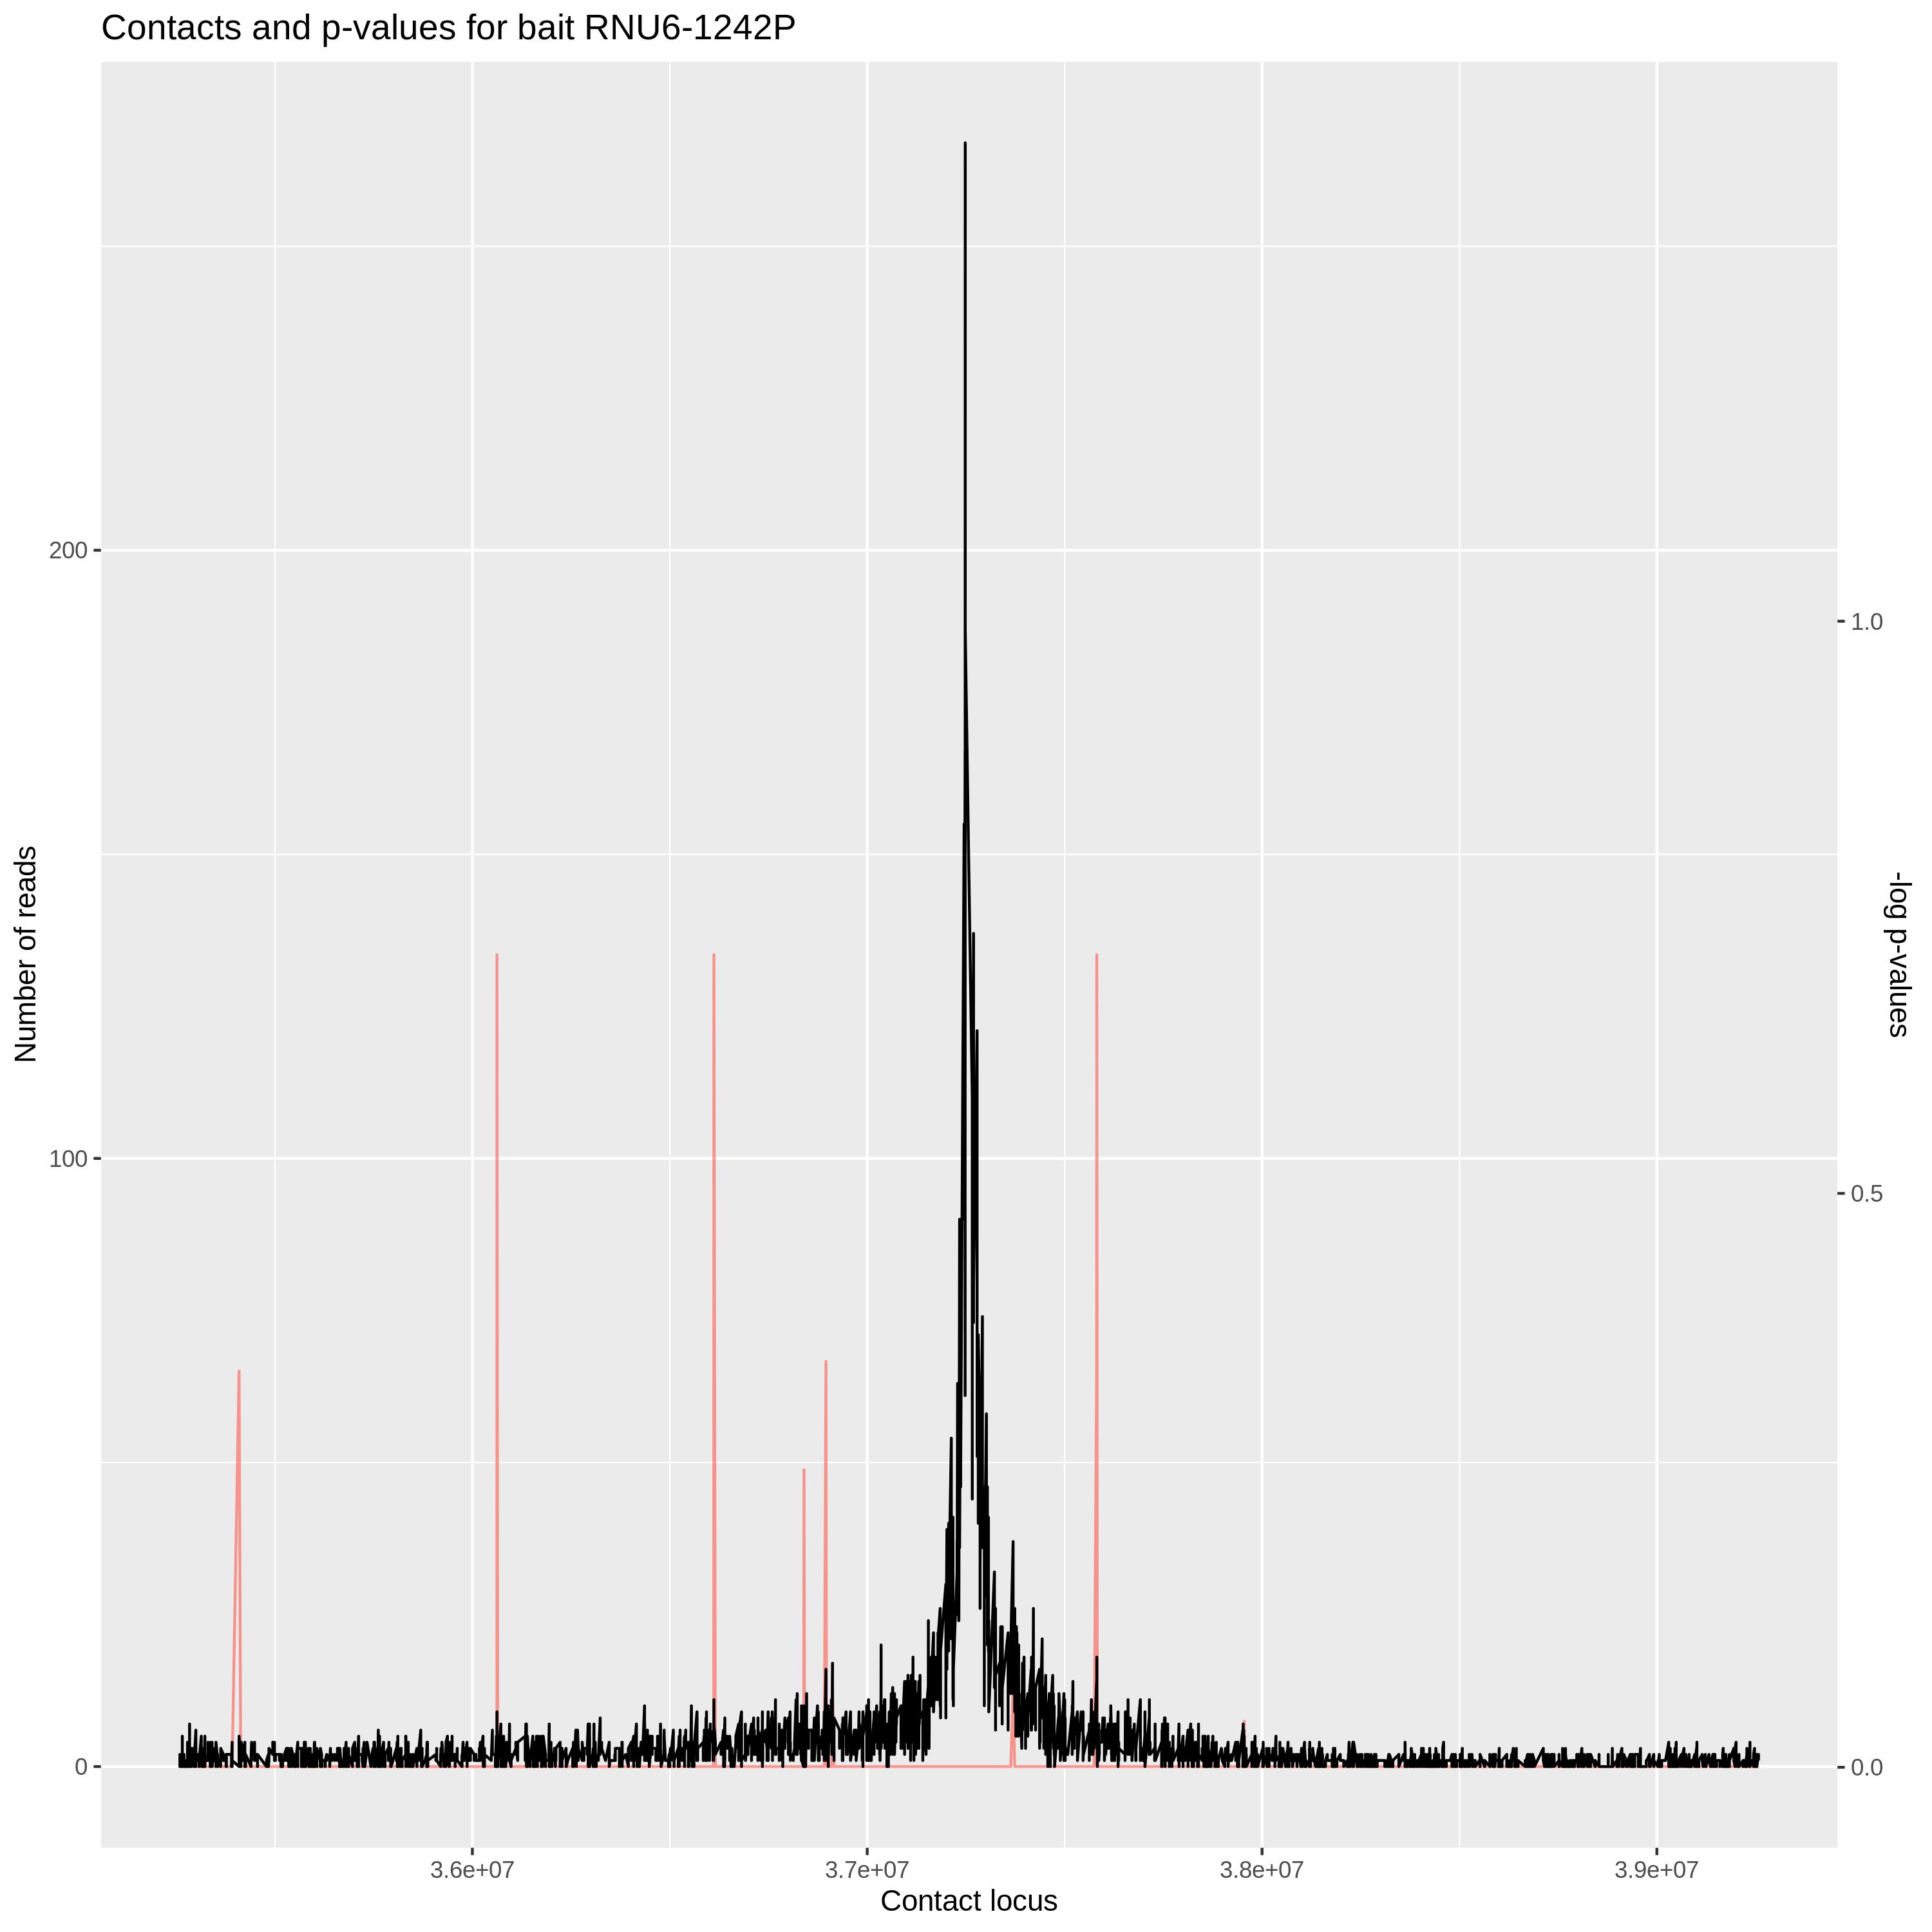 Contacts and p-values for bait RNU6-1242P
Number of reads
200
100
0
1.0
0.5
0.0
-log p-values
3.6e+07 3.7e+07 3.8e+07 3.9e+07
Contact locus